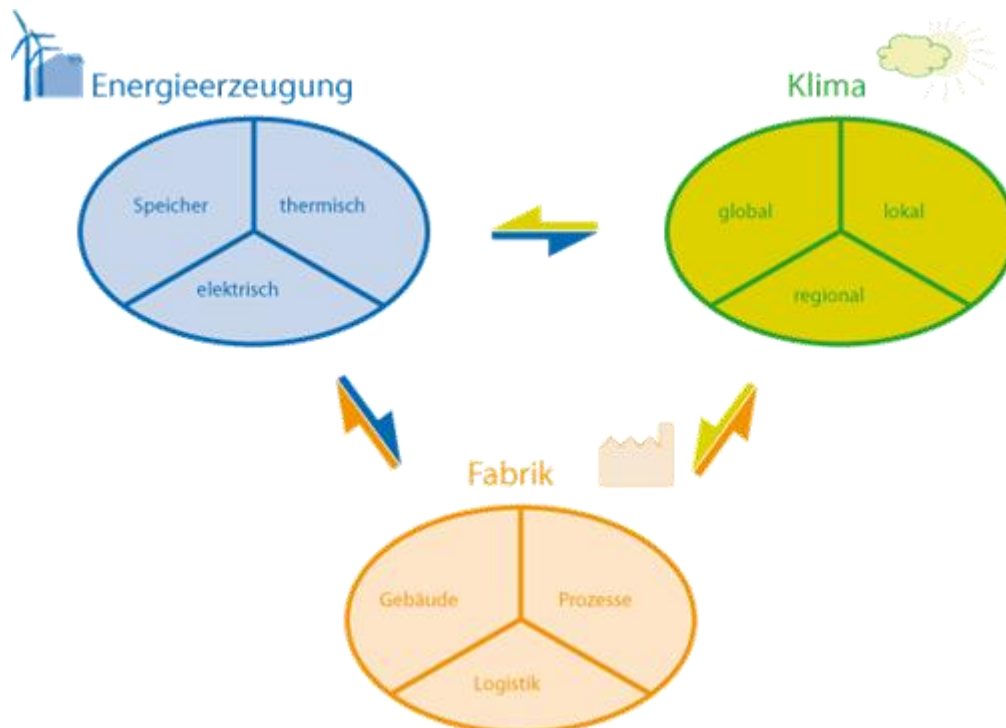 Energieerzeugung
Klima
Speicher
thermisch
elektrisch
global
lokal
regional
Fabrik
Gebäude
Prozesse
Logistik